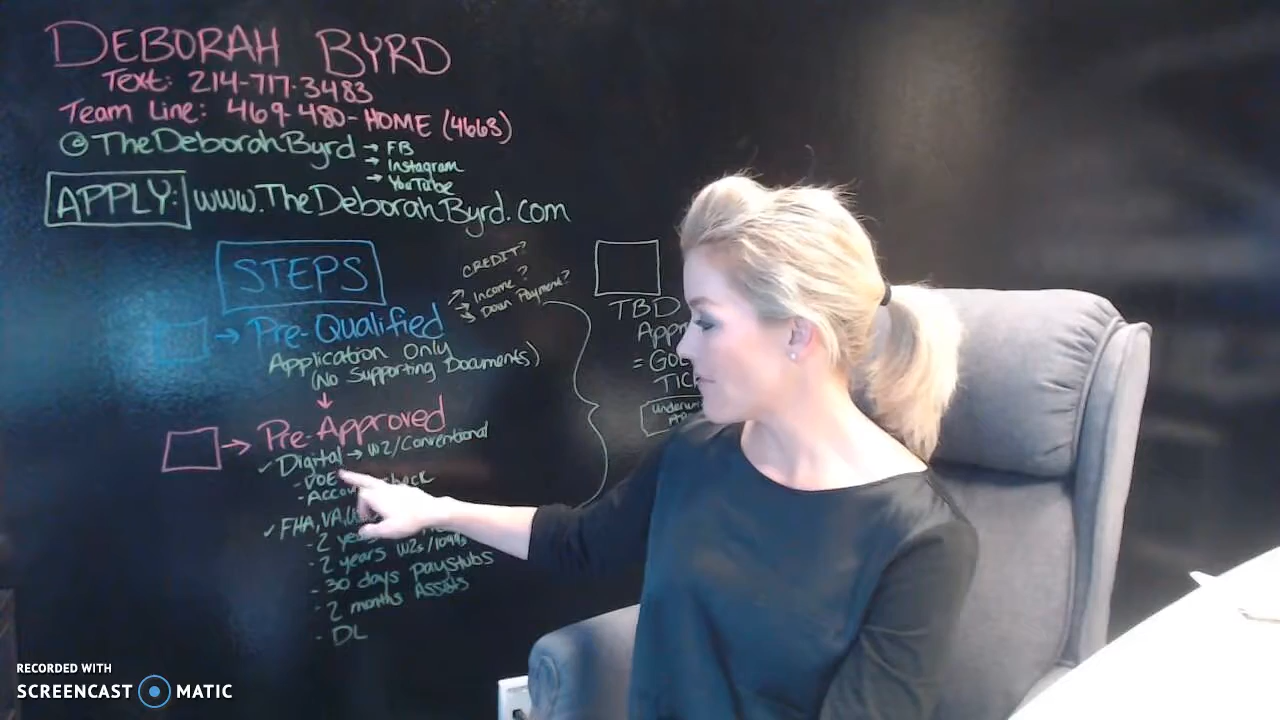 DEBORAH BYRD
Text: 214-717-3483
Team Line: 469-480-HOME (4663)
@TheDeborahByrd → FB
→ Instagram
→ YouTube
APPLY: www.TheDeborahByrd.com
STEPS
CREDIT?
→ Income?
→ Down Payment?
→ Pre-Qualified
Application Only
(No Supporting Documents)
→ Pre-Approved
✓ Digital → W2/Conventional
- VOE
✓ FHA, VA,
- 2
- 2 years W2s/1099s
- 30 days paystubs
- 2 months Assets
- DL
TBD
= 
RECORDED WITH
SCREENCAST MATIC